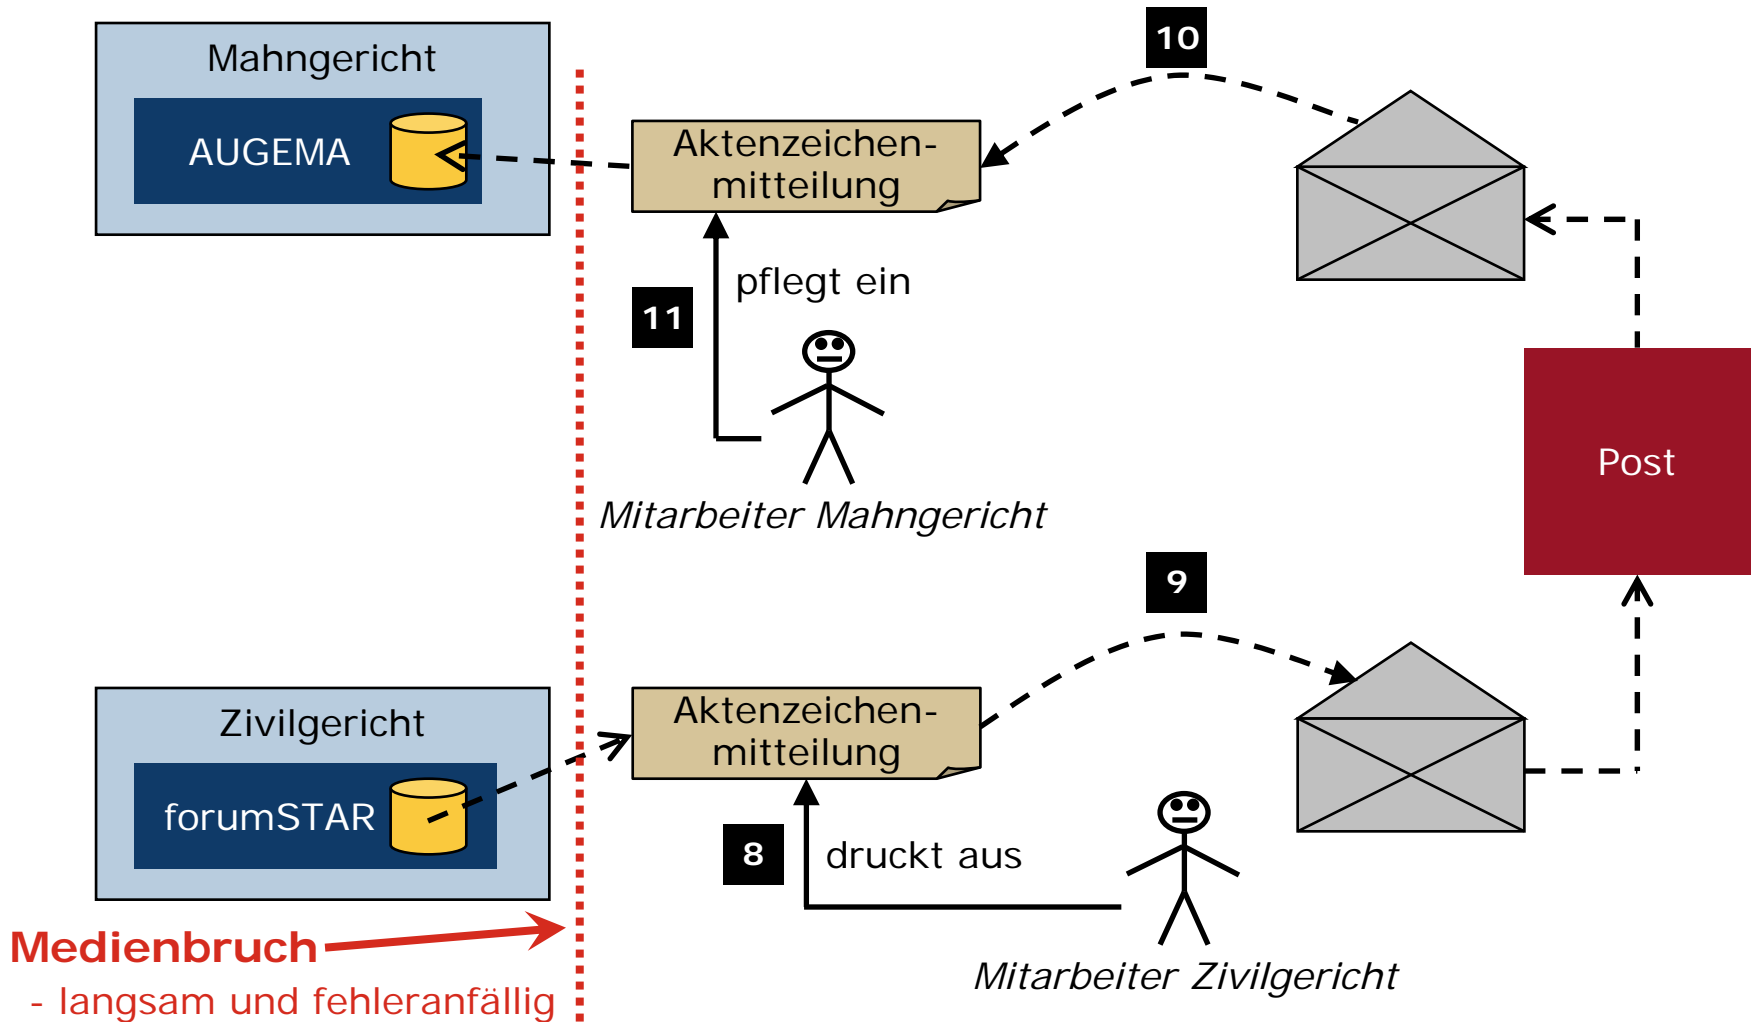 Mahngericht
AUGEMA
Aktenzeichen-
mitteilung
10
11
pflegt ein
Mitarbeiter Mahngericht
Post
9
Zivilgericht
forumSTAR
Aktenzeichen-
mitteilung
8
druckt aus
Mitarbeiter Zivilgericht
Medienbruch
- langsam und fehleranfällig